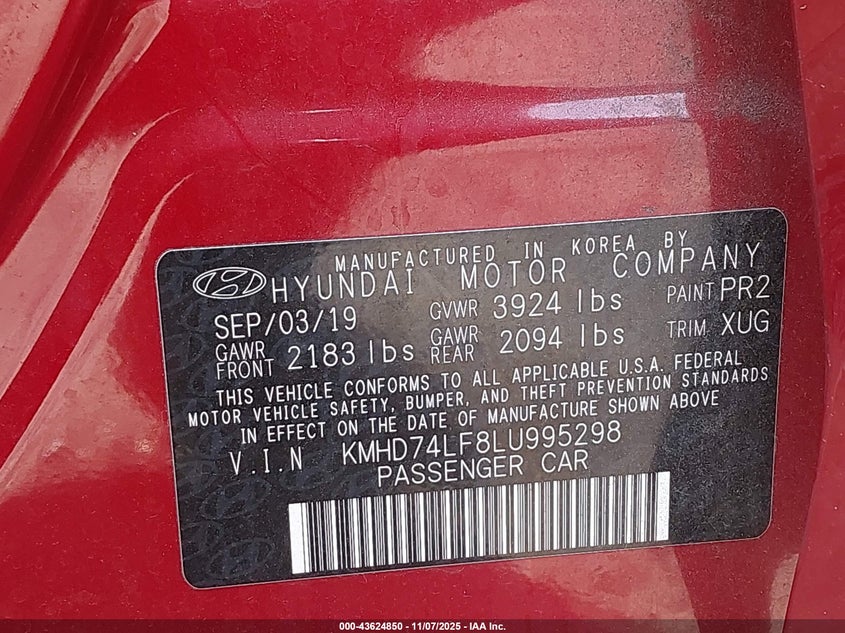 MANUFACTURED IN KOREA BY
HYUNDAI MOTOR COMPANY
SEP/03/19 GVWR 3924 lbs PAINT PR2
GAWR FRONT 2183 lbs GAWR REAR 2094 lbs TRIM XUG
THIS VEHICLE CONFORMS TO ALL APPLICABLE U.S.A. FEDERAL
MOTOR VEHICLE SAFETY, BUMPER, AND THEFT PREVENTION STANDARDS
IN EFFECT ON THE DATE OF MANUFACTURE SHOWN ABOVE
V.I.N KMHD74LF8LU995298
PASSENGER CAR
000-43624850 - 11/07/2025 - IAA Inc.